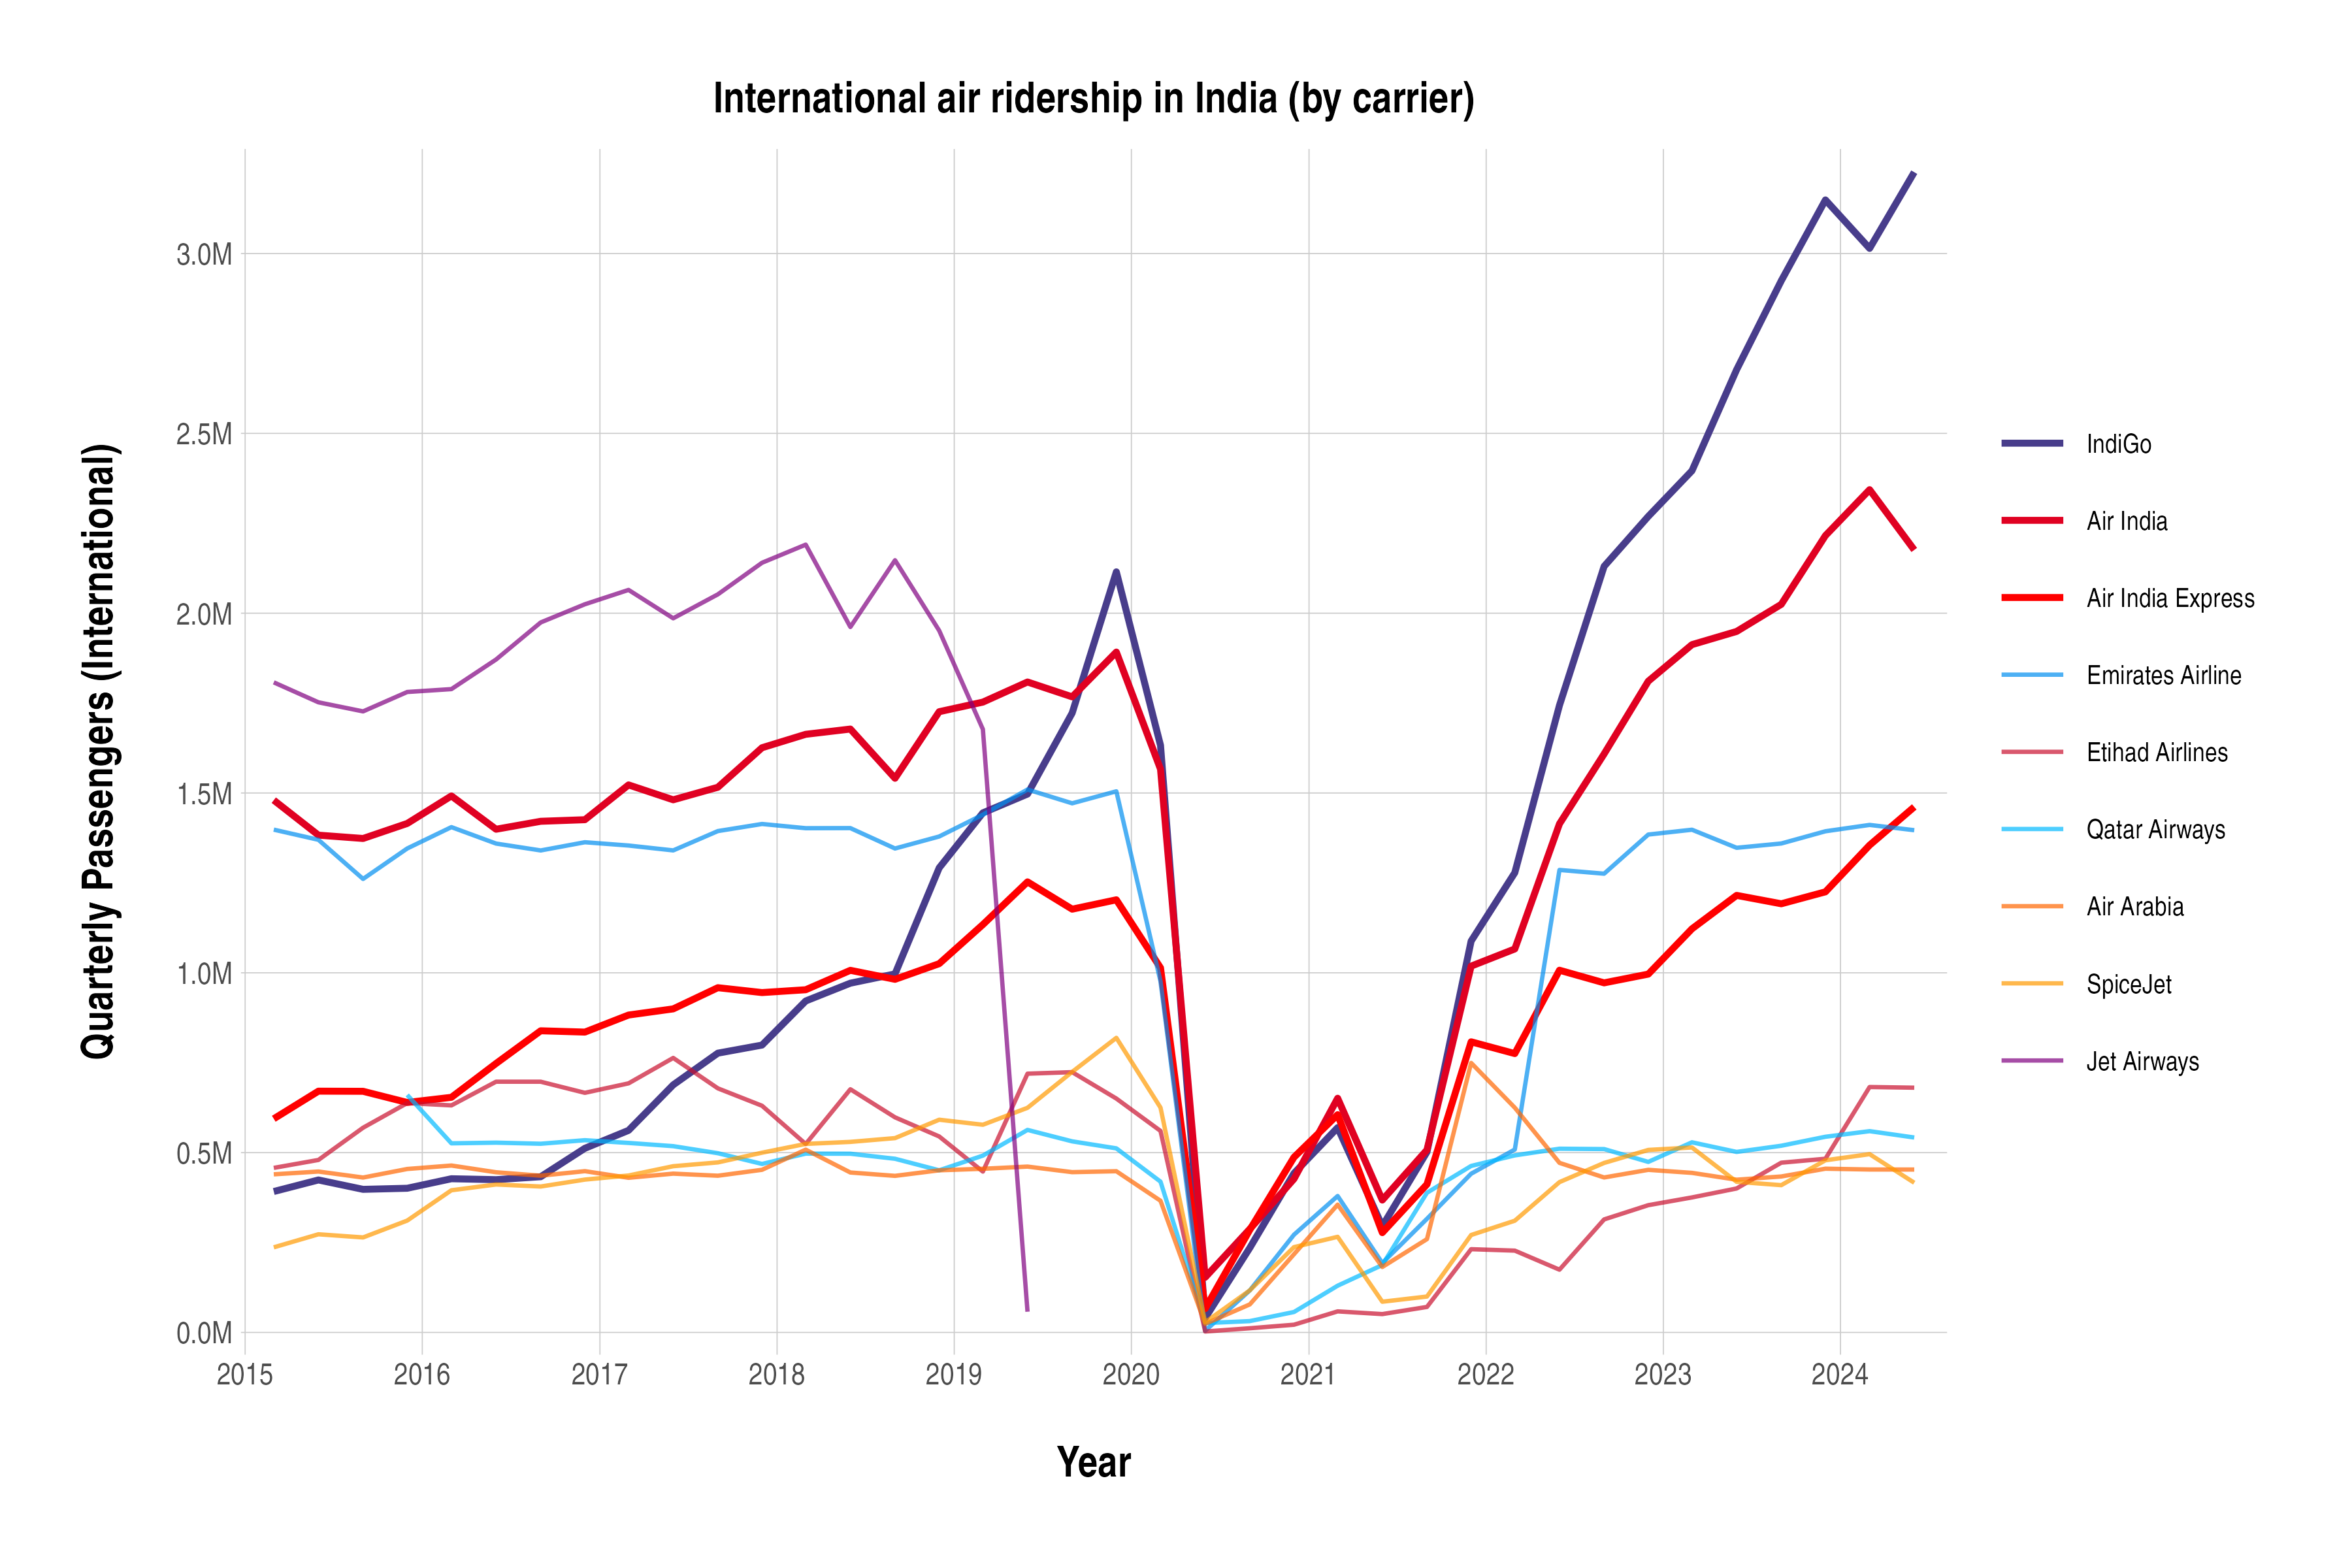 International air ridership in India (by carrier)
Quarterly Passengers (International)
3.0M
2.5M
2.0M
1.5M
1.0M
0.5M
0.0M
2015 2016 2017 2018 2019 2020 2021 2022 2023 2024
Year
IndiGo
Air India
Air India Express
Emirates Airline
Etihad Airlines
Qatar Airways
Air Arabia
SpiceJet
Jet Airways